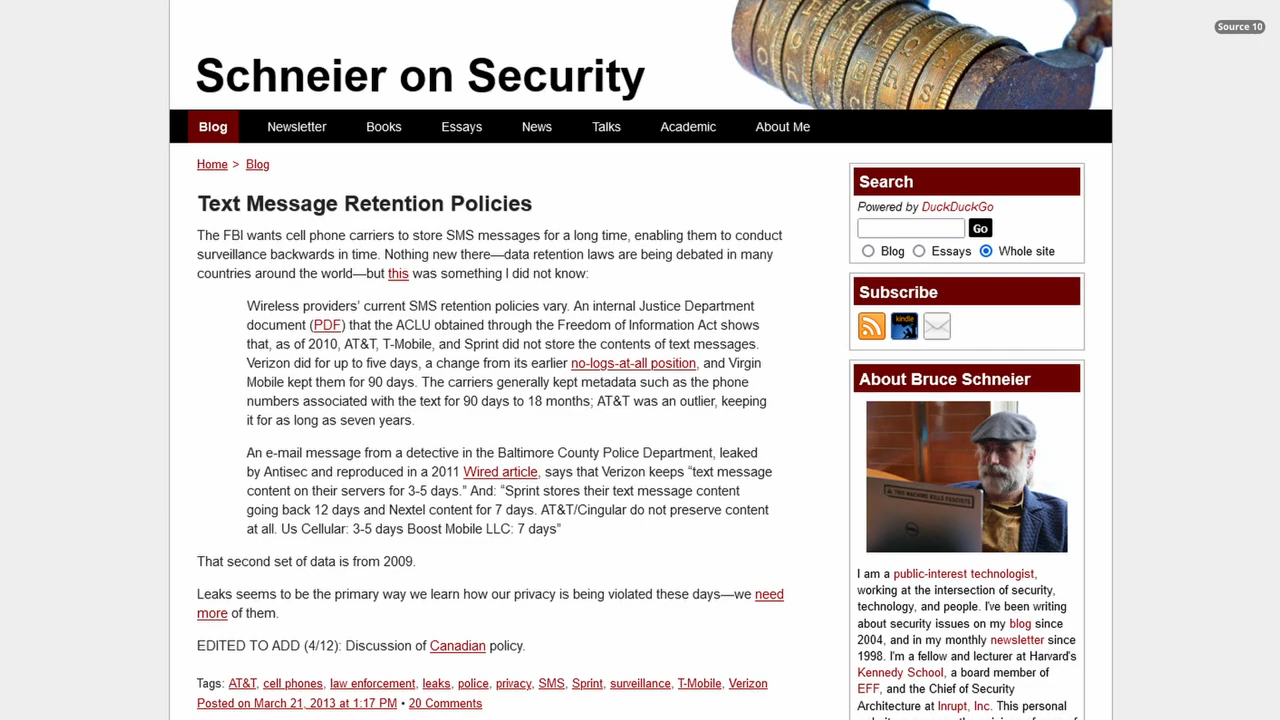 Source 10
Schneier on Security
Blog Newsletter Books Essays News Talks Academic About Me
Home > Blog
Text Message Retention Policies
The FBI wants cell phone carriers to store SMS messages for a long time, enabling them to conduct
surveillance backwards in time. Nothing new there—data retention laws are being debated in many
countries around the world—but this was something I did not know:
Wireless providers’ current SMS retention policies vary. An internal Justice Department
document (PDF) that the ACLU obtained through the Freedom of Information Act shows
that, as of 2010, AT&T, T-Mobile, and Sprint did not store the contents of text messages.
Verizon did for up to five days, a change from its earlier no-logs-at-all position, and Virgin
Mobile kept them for 90 days. The carriers generally kept metadata such as the phone
numbers associated with the text for 90 days to 18 months; AT&T was an outlier, keeping
it for as long as seven years.
An e-mail message from a detective in the Baltimore County Police Department, leaked
by Antisec and reproduced in a 2011 Wired article, says that Verizon keeps “text message
content on their servers for 3-5 days.” And: “Sprint stores their text message content
going back 12 days and Nextel content for 7 days. AT&T/Cingular do not preserve content
at all. Us Cellular: 3-5 days Boost Mobile LLC: 7 days”
That second set of data is from 2009.
Leaks seems to be the primary way we learn how our privacy is being violated these days—we need
more of them.
EDITED TO ADD (4/12): Discussion of Canadian policy.
Tags: AT&T, cell phones, law enforcement, leaks, police, privacy, SMS, Sprint, surveillance, T-Mobile, Verizon
Posted on March 21, 2013 at 1:17 PM • 20 Comments
Search
Powered by DuckDuckGo
Go
Blog Essays Whole site
Subscribe
kindle
About Bruce Schneier
THIS MACHINE KILLS FASCISTS
DELL
I am a public-interest technologist,
working at the intersection of security,
technology, and people. I've been writing
about security issues on my blog since
2004, and in my monthly newsletter since
1998. I'm a fellow and lecturer at Harvard's
Kennedy School, a board member of
EFF, and the Chief of Security
Architecture at Inrupt, Inc. This personal